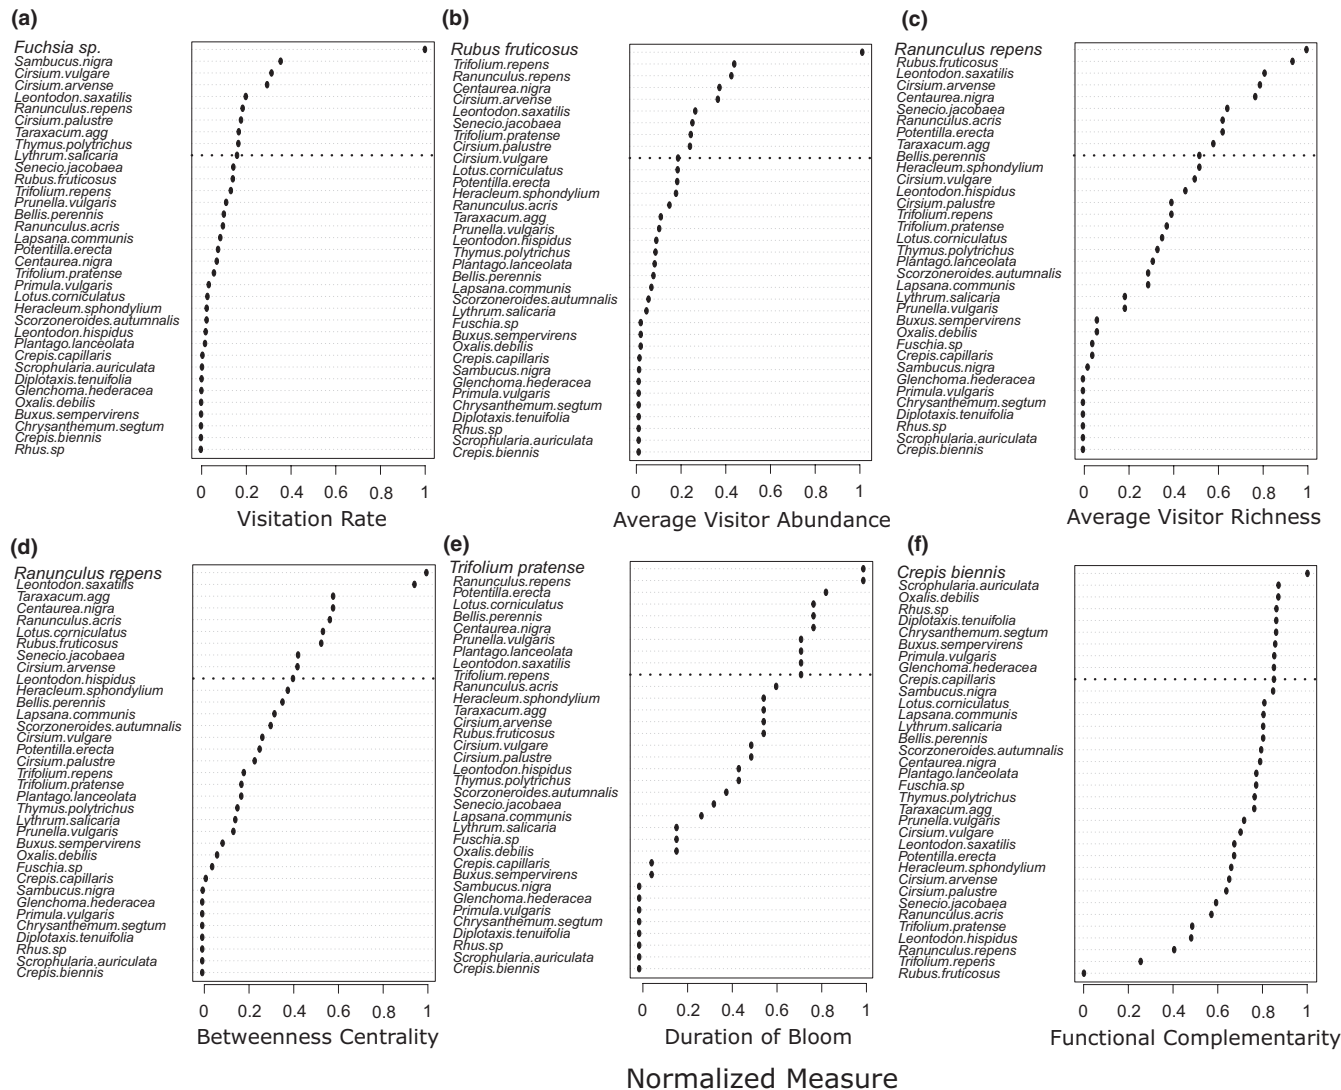 (a)
Fuchsia sp.
Sambucus.nigra
Cirsium.vulgare
Cirsium.arvense
Leontodon.saxatilis
Ranunculus.repens
Cirsium.palustre
Taraxacum.agg
Thymus.polytrichus
Lythrum.salicaria
Senecio.jacobaea
Rubus.fruticosus
Trifolium.repens
Prunella.vulgaris
Bellis.perennis
Ranunculus.acris
Lapsana.communis
Potentilla.erecta
Centaurea.nigra
Trifolium.pratense
Primula.vulgaris
Lotus.corniculatus
Heracleum.sphondylium
Scorzoneroides.autumnalis
Leontodon.hispidus
Plantago.lanceolata
Crepis.capillaris
Scrophularia.auriculata
Diplotaxis.tenuifolia
Glenchoma.hederacea
Oxalis.debilis
Buxus.sempervirens
Chrysanthemum.segtum
Crepis.biennis
Rhus.sp
0 0.2 0.4 0.6 0.8 1
Visitation Rate
(b)
Rubus fruticosus
Trifolium.repens
Ranunculus.repens
Centaurea.nigra
Cirsium.arvense
Leontodon.saxatilis
Senecio.jacobaea
Trifolium.pratense
Cirsium.palustre
Cirsium.vulgare
Lotus.corniculatus
Potentilla.erecta
Heracleum.sphondylium
Ranunculus.acris
Taraxacum.agg
Prunella.vulgaris
Leontodon.hispidus
Thymus.polytrichus
Plantago.lanceolata
Bellis.perennis
Lapsana.communis
Scorzoneroides.autumnalis
Lythrum.salicaria
Fuschia.sp
Buxus.sempervirens
Oxalis.debilis
Crepis.capillaris
Sambucus.nigra
Glenchoma.hederacea
Primula.vulgaris
Chrysanthemum.segtum
Diplotaxis.tenuifolia
Rhus.sp
Scrophularia.auriculata
Crepis.biennis
0 0.2 0.4 0.6 0.8 1
Average Visitor Abundance
(c)
Ranunculus repens
Rubus.fruticosus
Leontodon.saxatilis
Cirsium.arvense
Centaurea.nigra
Senecio.jacobaea
Ranunculus.acris
Potentilla.erecta
Taraxacum.agg
Bellis.perennis
Heracleum.sphondylium
Cirsium.vulgare
Leontodon.hispidus
Cirsium.palustre
Trifolium.repens
Trifolium.pratense
Lotus.corniculatus
Thymus.polytrichus
Plantago.lanceolata
Scorzoneroides.autumnalis
Lapsana.communis
Lythrum.salicaria
Prunella.vulgaris
Buxus.sempervirens
Oxalis.debilis
Fuschia.sp
Crepis.capillaris
Sambucus.nigra
Glenchoma.hederacea
Primula.vulgaris
Chrysanthemum.segtum
Diplotaxis.tenuifolia
Rhus.sp
Scrophularia.auriculata
Crepis.biennis
0 0.2 0.4 0.6 0.8 1
Average Visitor Richness
(d)
Ranunculus repens
Leontodon.saxatilis
Taraxacum.agg
Centaurea.nigra
Ranunculus.acris
Lotus.corniculatus
Rubus.fruticosus
Senecio.jacobaea
Cirsium.arvense
Leontodon.hispidus
Heracleum.sphondylium
Bellis.perennis
Lapsana.communis
Scorzoneroides.autumnalis
Cirsium.vulgare
Potentilla.erecta
Cirsium.palustre
Trifolium.repens
Trifolium.pratense
Plantago.lanceolata
Thymus.polytrichus
Lythrum.salicaria
Prunella.vulgaris
Buxus.sempervirens
Oxalis.debilis
Fuschia.sp
Crepis.capillaris
Sambucus.nigra
Glenchoma.hederacea
Primula.vulgaris
Chrysanthemum.segtum
Diplotaxis.tenuifolia
Rhus.sp
Scrophularia.auriculata
Crepis.biennis
0 0.2 0.4 0.6 0.8 1
Betweenness Centrality
(e)
Trifolium pratense
Ranunculus.repens
Potentilla.erecta
Lotus.corniculatus
Bellis.perennis
Centaurea.nigra
Prunella.vulgaris
Plantago.lanceolata
Leontodon.saxatilis
Trifolium.repens
Ranunculus.acris
Heracleum.sphondylium
Taraxacum.agg
Cirsium.arvense
Rubus.fruticosus
Cirsium.vulgare
Cirsium.palustre
Leontodon.hispidus
Thymus.polytrichus
Scorzoneroides.autumnalis
Senecio.jacobaea
Lapsana.communis
Lythrum.salicaria
Fuschia.sp
Oxalis.debilis
Crepis.capillaris
Buxus.sempervirens
Sambucus.nigra
Glenchoma.hederacea
Primula.vulgaris
Chrysanthemum.segtum
Diplotaxis.tenuifolia
Rhus.sp
Scrophularia.auriculata
Crepis.biennis
0 0.2 0.4 0.6 0.8 1
Duration of Bloom
(f)
Crepis biennis
Scrophularia.auriculata
Oxalis.debilis
Rhus.sp
Diplotaxis.tenuifolia
Chrysanthemum.segtum
Buxus.sempervirens
Primula.vulgaris
Glenchoma.hederacea
Crepis.capillaris
Sambucus.nigra
Lotus.corniculatus
Lapsana.communis
Lythrum.salicaria
Bellis.perennis
Scorzoneroides.autumnalis
Centaurea.nigra
Plantago.lanceolata
Fuschia.sp
Thymus.polytrichus
Taraxacum.agg
Prunella.vulgaris
Cirsium.vulgare
Leontodon.saxatilis
Potentilla.erecta
Heracleum.sphondylium
Cirsium.arvense
Cirsium.palustre
Senecio.jacobaea
Ranunculus.acris
Trifolium.pratense
Leontodon.hispidus
Ranunculus.repens
Trifolium.repens
Rubus.fruticosus
0 0.2 0.4 0.6 0.8 1
Functional Complementarity
Normalized Measure